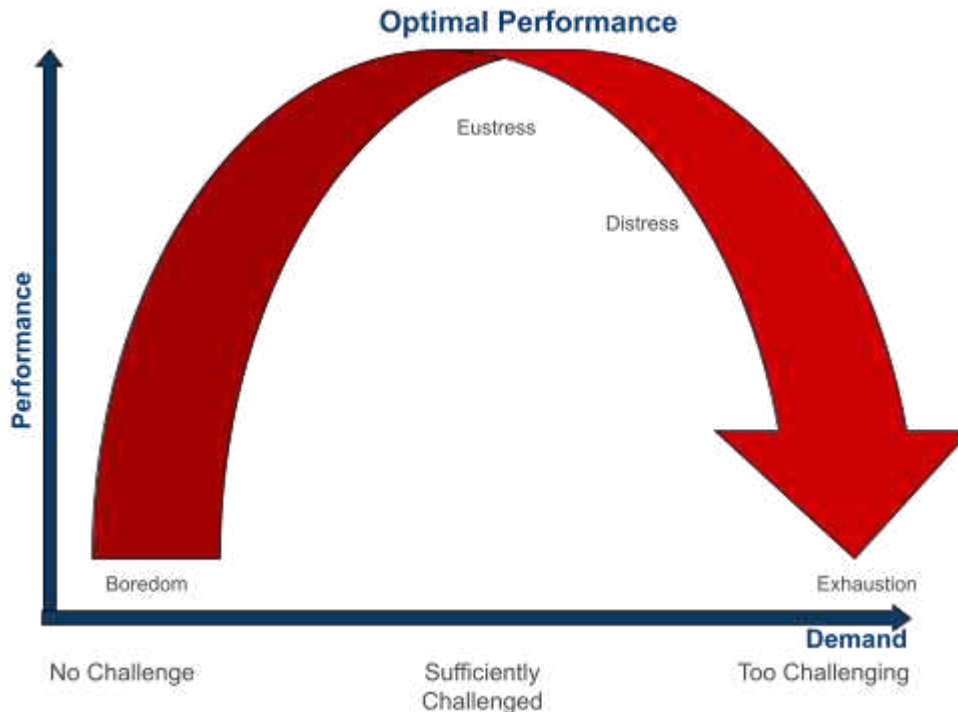 Optimal Performance
Eustress
Distress
Performance
Boredom
Exhaustion
Demand
No Challenge
Sufficiently
Challenged
Too Challenging